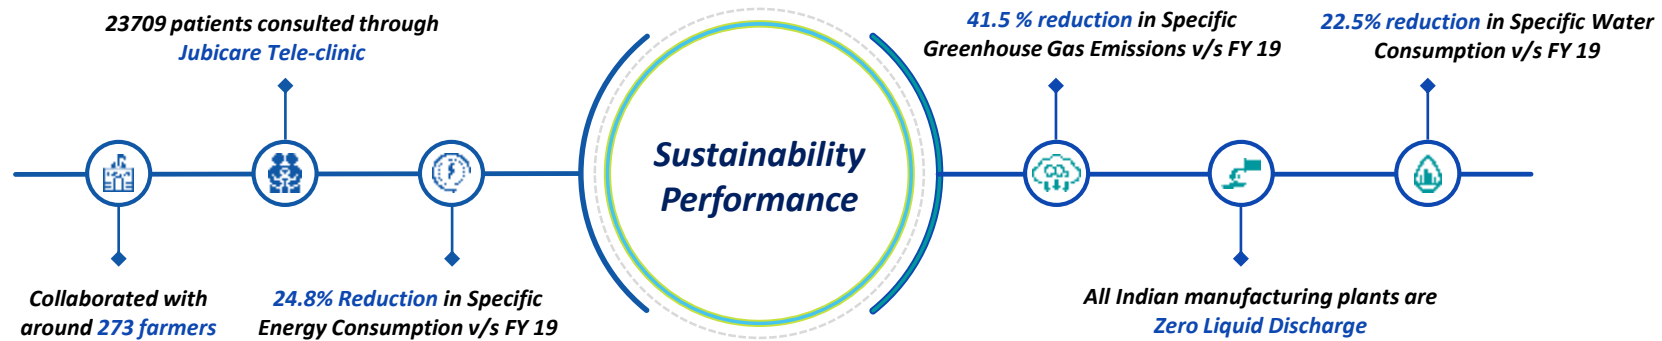 23709 patients consulted through
Jubicare Tele-clinic
Collaborated with
around 273 farmers
24.8% Reduction in Specific
Energy Consumption v/s FY 19
Sustainability
Performance
41.5 % reduction in Specific
Greenhouse Gas Emissions v/s FY 19
CO2
All Indian manufacturing plants are
Zero Liquid Discharge
22.5% reduction in Specific Water
Consumption v/s FY 19